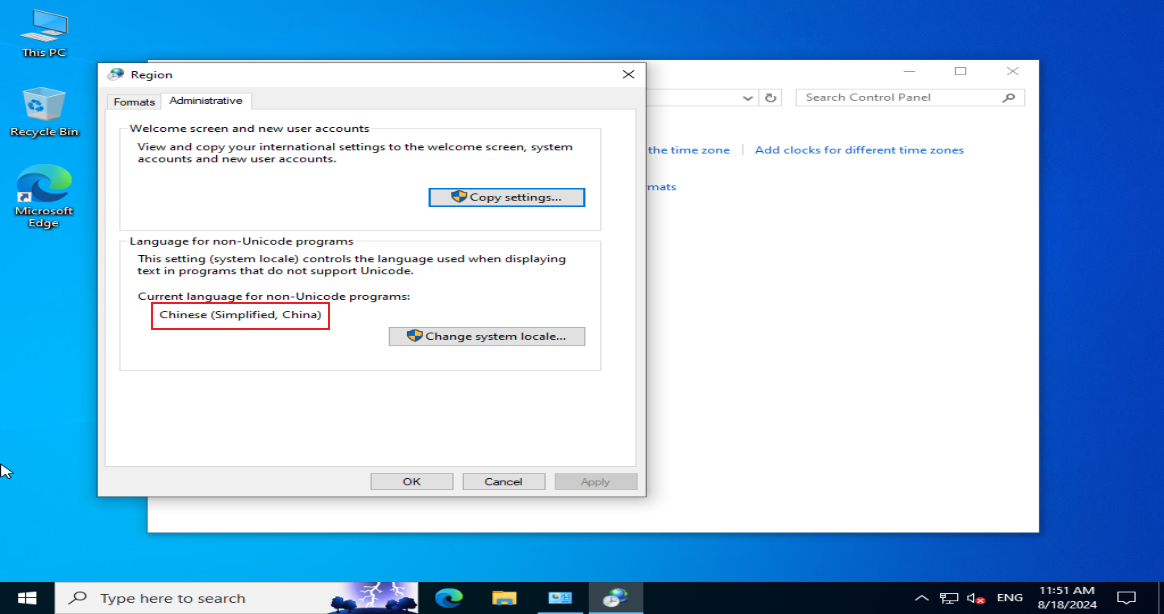 This PC
Recycle Bin
Microsoft
Edge
Region
Formats
Administrative
Welcome screen and new user accounts
View and copy your international settings to the welcome screen, system
accounts and new user accounts.
Copy settings...
Language for non-Unicode programs
This setting (system locale) controls the language used when displaying
text in programs that do not support Unicode.
Current language for non-Unicode programs:
Chinese (Simplified, China)
Change system locale...
OK
Cancel
Apply
Search Control Panel
the time zone
Add clocks for different time zones
mats
Type here to search
ENG
11:51 AM
8/18/2024